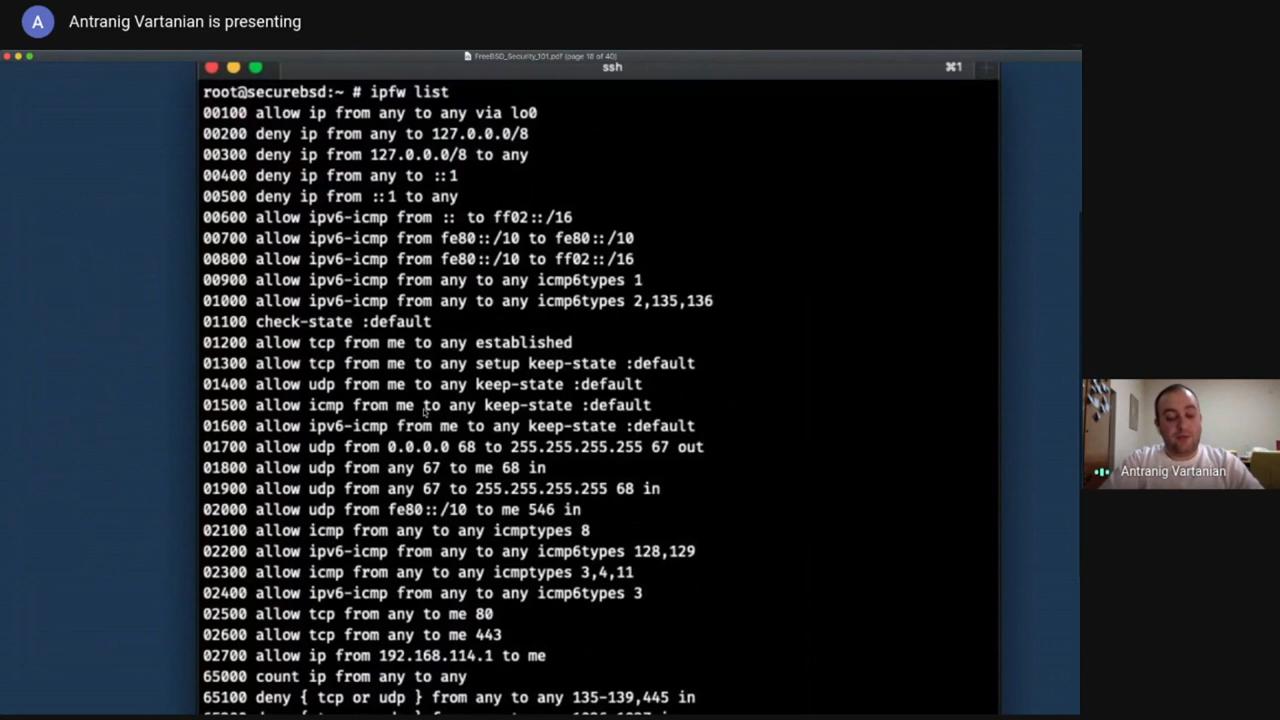 A
Antranig Vartanian is presenting
FreeBSD_Security_101.pdf (page 18 of 40)
ssh
⌘1
root@securebsd:~ # ipfw list
00100 allow ip from any to any via lo0
00200 deny ip from any to 127.0.0.0/8
00300 deny ip from 127.0.0.0/8 to any
00400 deny ip from any to ::1
00500 deny ip from ::1 to any
00600 allow ipv6-icmp from :: to ff02::/16
00700 allow ipv6-icmp from fe80::/10 to fe80::/10
00800 allow ipv6-icmp from fe80::/10 to ff02::/16
00900 allow ipv6-icmp from any to any icmp6types 1
01000 allow ipv6-icmp from any to any icmp6types 2,135,136
01100 check-state :default
01200 allow tcp from me to any established
01300 allow tcp from me to any setup keep-state :default
01400 allow udp from me to any keep-state :default
01500 allow icmp from me to any keep-state :default
01600 allow ipv6-icmp from me to any keep-state :default
01700 allow udp from 0.0.0.0 68 to 255.255.255.255 67 out
01800 allow udp from any 67 to me 68 in
01900 allow udp from any 67 to 255.255.255.255 68 in
02000 allow udp from fe80::/10 to me 546 in
02100 allow icmp from any to any icmptypes 8
02200 allow ipv6-icmp from any to any icmp6types 128,129
02300 allow icmp from any to any icmptypes 3,4,11
02400 allow ipv6-icmp from any to any icmp6types 3
02500 allow tcp from any to me 80
02600 allow tcp from any to me 443
02700 allow ip from 192.168.114.1 to me
65000 count ip from any to any
65100 deny { tcp or udp } from any to any 135-139,445 in
Antranig Vartanian